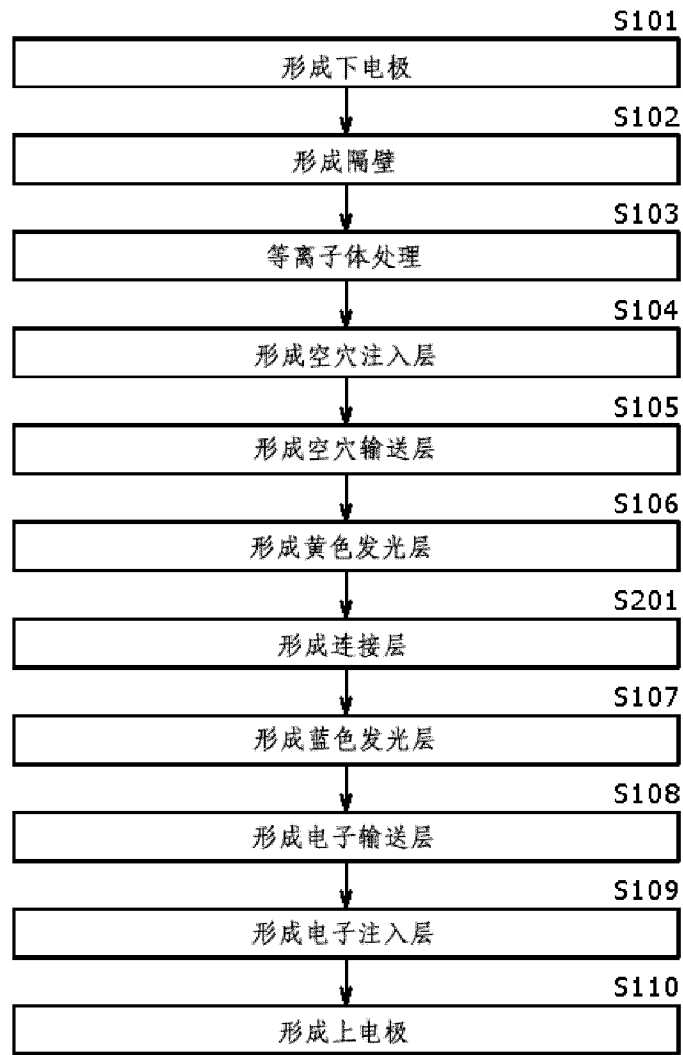 S101
形成下电极
S102
形成隔壁
S103
等离子体处理
S104
形成空穴注入层
S105
形成空穴输送层
S106
形成黄色发光层
S201
形成连接层
S107
形成蓝色发光层
S108
形成电子输送层
S109
形成电子注入层
S110
形成上电极